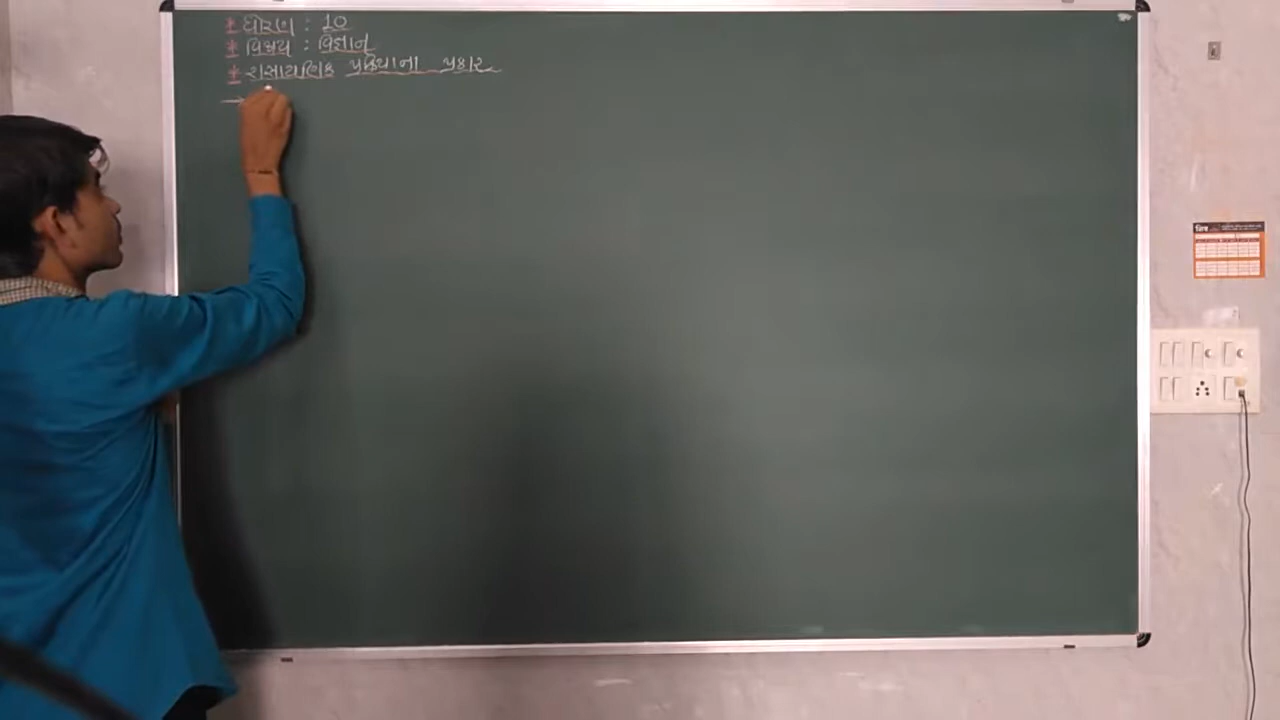 * ધોરણ : 10
* વિષય : વિજ્ઞાન
* રાસાયણિક પ્રક્રિયાના પ્રકાર
→